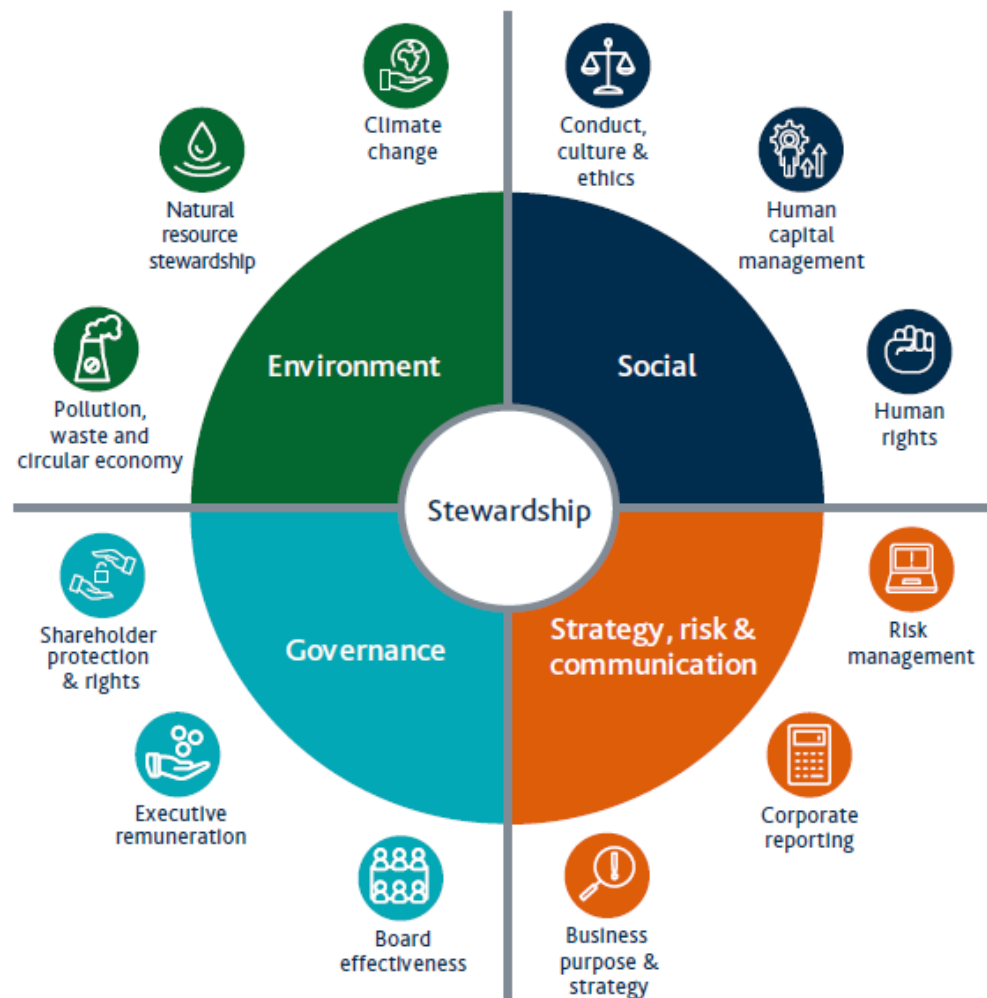 Climate
change
Conduct,
culture &
ethics
Natural
resource
stewardship
Human
capital
management
Pollution,
waste and
circular economy
Environment
Social
Human
rights
Stewardship
Shareholder
protection
& rights
Governance
Strategy, risk &
communication
Risk
management
Executive
remuneration
Corporate
reporting
Board
effectiveness
Business
purpose &
strategy